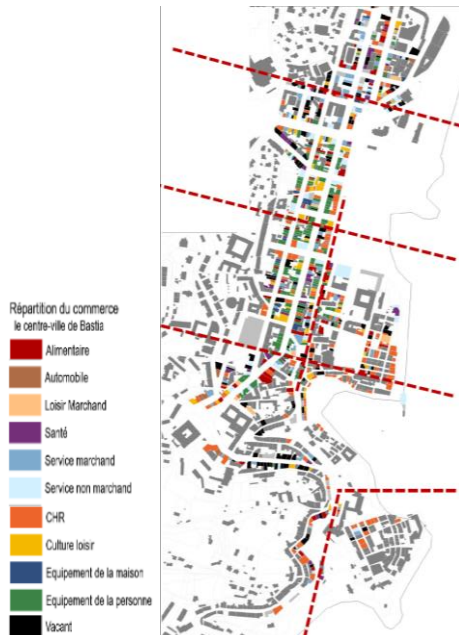 Répartition du commerce
le centre-ville de Bastia
Alimentaire
Automobile
Loisir Marchand
Santé
Service marchand
Service non marchand
CHR
Culture loisir
Equipement de la maison
Equipement de la personne
Vacant